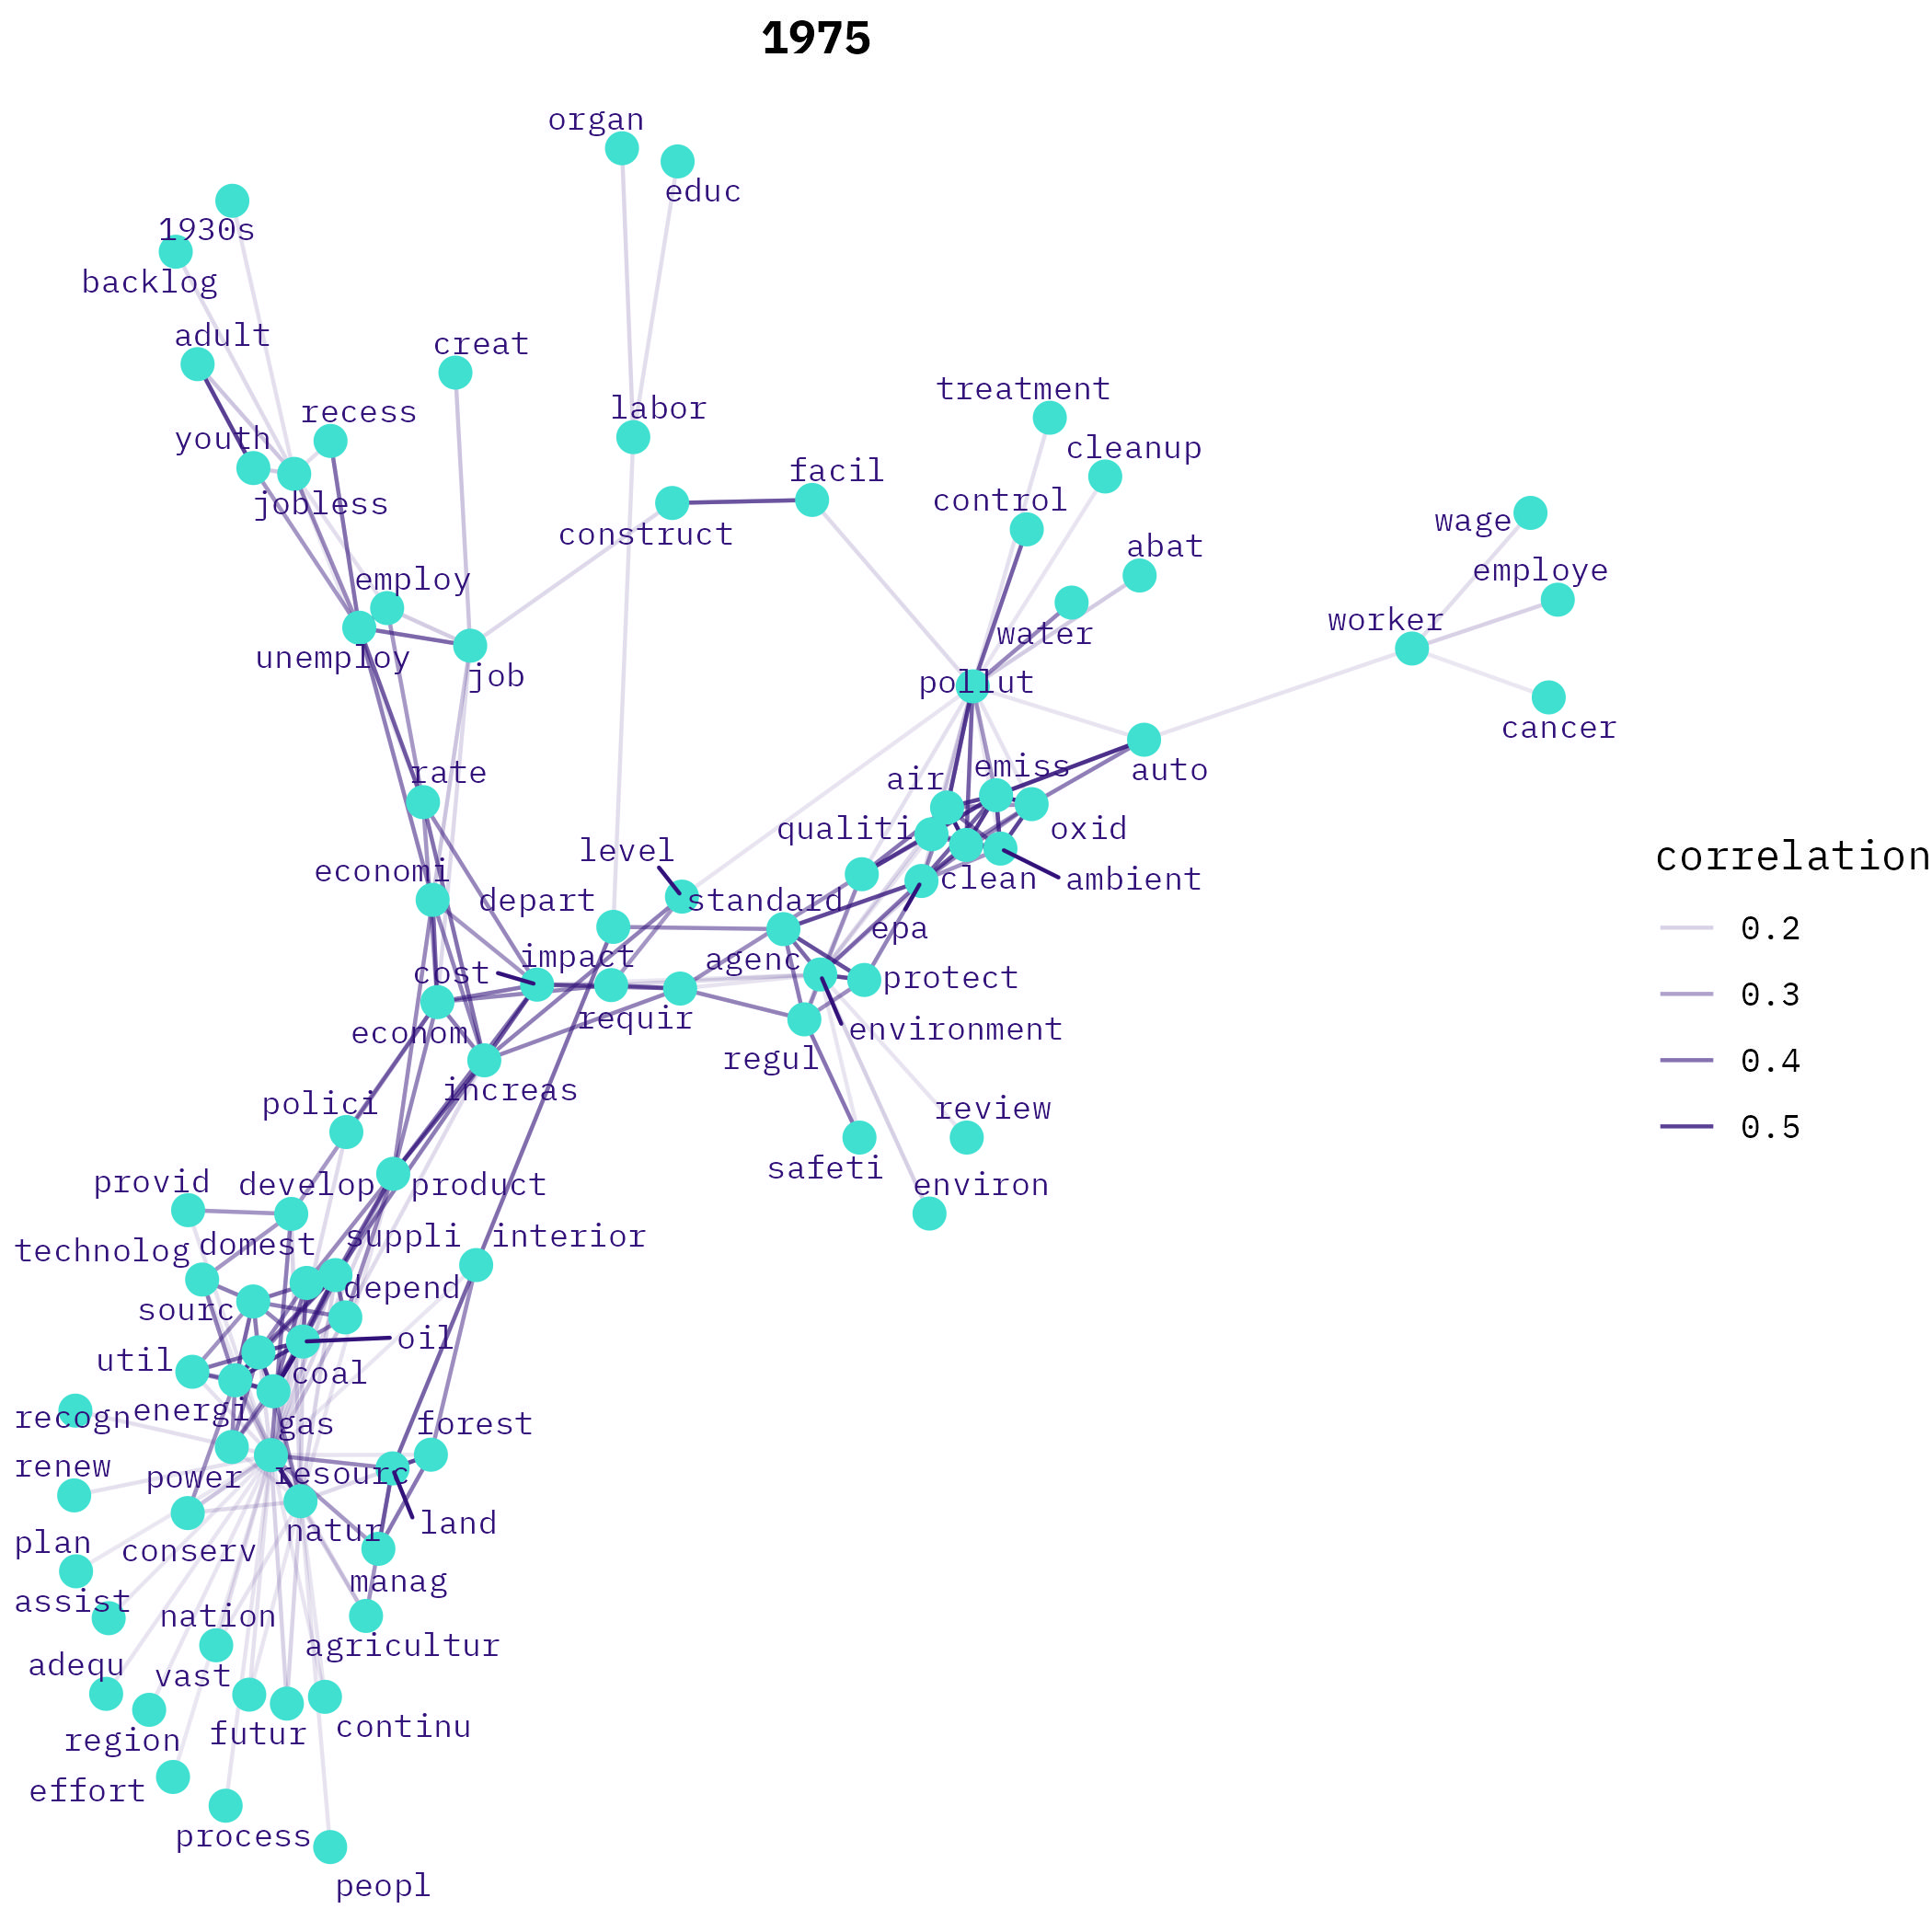 1975
organ
educ
1930s
backlog
adult
creat
recess
treatment
labor
youth
cleanup
facil
control
jobless
construct
wage
abat
employ
employe
worker
water
unemploy
job
pollut
cancer
rate
air
emiss
auto
qualiti
oxid
level
economi
clean
ambient
correlation
depart
standard
epa
0.2
cost
impact
agenc
protect
0.3
requir
econom
environment
regul
0.4
increas
polici
review
0.5
safeti
provid
develop
product
environ
technolog
domest
suppli
interior
depend
sourc
oil
util
coal
recogn
energi
gas
forest
renew
power
resourc
plan
conserv
natur
land
assist
manag
nation
agricultur
adequ
vast
region
futur
continu
effort
process
peopl